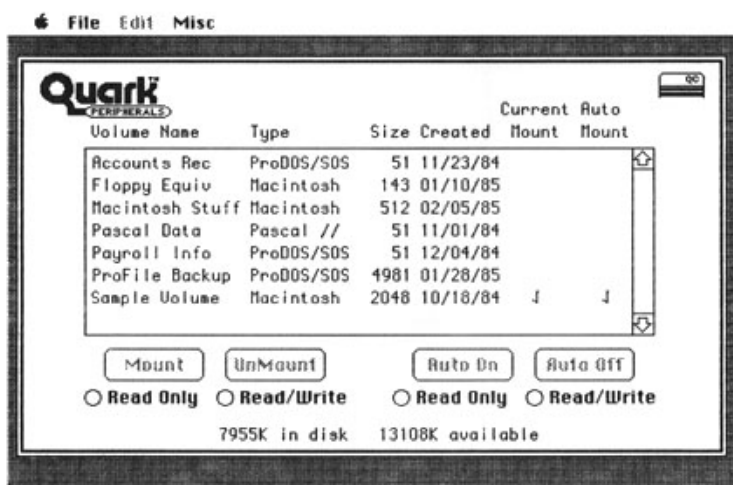 File Edit Misc
Quark™
PERIPHERALS
QC
Current Auto
Volume Name Type Size Created Mount Mount
Accounts Rec ProDOS/SOS 51 11/23/84
Floppy Equiv Macintosh 143 01/10/85
Macintosh Stuff Macintosh 512 02/05/85
Pascal Data Pascal // 51 11/01/84
Payroll Info ProDOS/SOS 51 12/04/84
ProFile Backup ProDOS/SOS 4981 01/28/85
Sample Volume Macintosh 2048 10/18/84 √ √
Mount UnMount Auto On Auto Off
Read Only Read/Write Read Only Read/Write
7955K in disk 13108K available